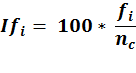 If_i = 100 * f_i / n_c